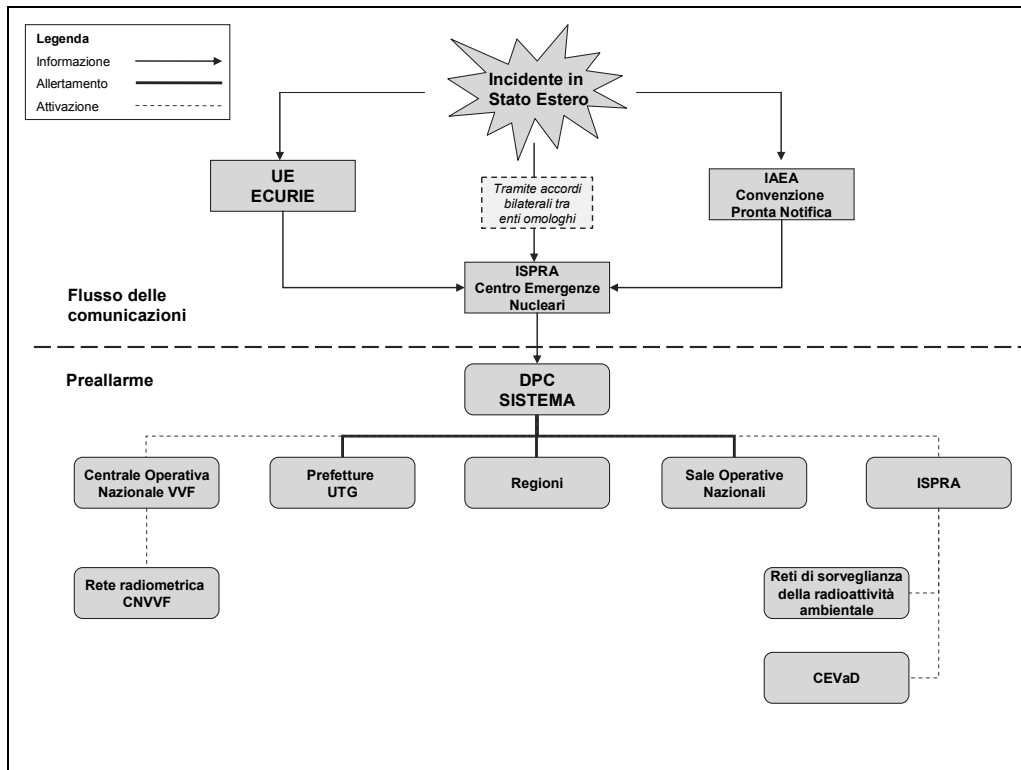 Legenda
Informazione
Allertamento
Attivazione
Incidente in
Stato Estero
UE
ECURIE
Tramite accordi
bilaterali tra
enti omologhi
IAEA
Convenzione
Pronta Notifica
ISPRA
Centro Emergenze
Nucleari
Flusso delle
comunicazioni
Preallarme
DPC
SISTEMA
Centrale Operativa
Nazionale VVF
Prefetture
UTG
Regioni
Sale Operative
Nazionali
ISPRA
Rete radiometrica
CNVVF
Reti di sorveglianza
della radioattività
ambientale
CEVaD